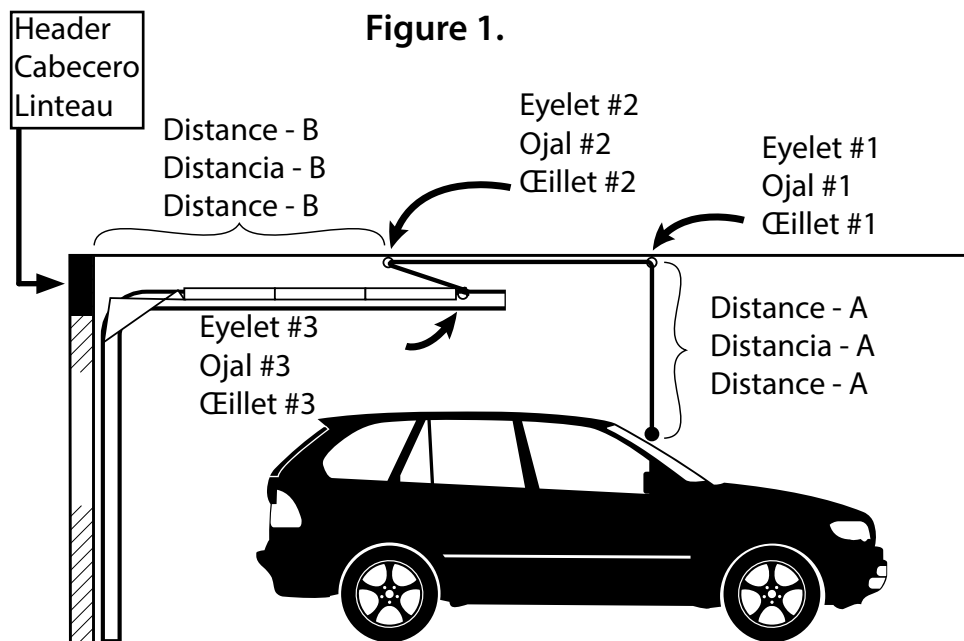 Figure 1.
Header
Cabecero
Linteau
Distance - B
Distancia - B
Distance - B
Eyelet #2
Ojal #2
Œillet #2
Eyelet #1
Ojal #1
Œillet #1
Eyelet #3
Ojal #3
Œillet #3
Distance - A
Distancia - A
Distance - A